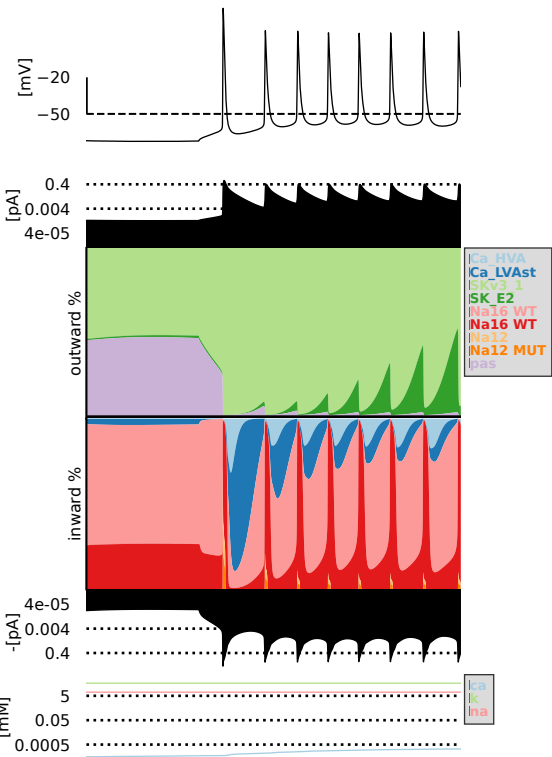 [mV]
−20
−50
[pA]
0.4
0.004
4e-05
outward %
Ca_HVA
Ca_LVAst
SKv3_1
SK_E2
Na16 WT
Na16 WT
Na12
Na12 MUT
pas
inward %
-[pA]
4e-05
0.004
0.4
[mM]
5
0.05
0.0005
ca
k
na